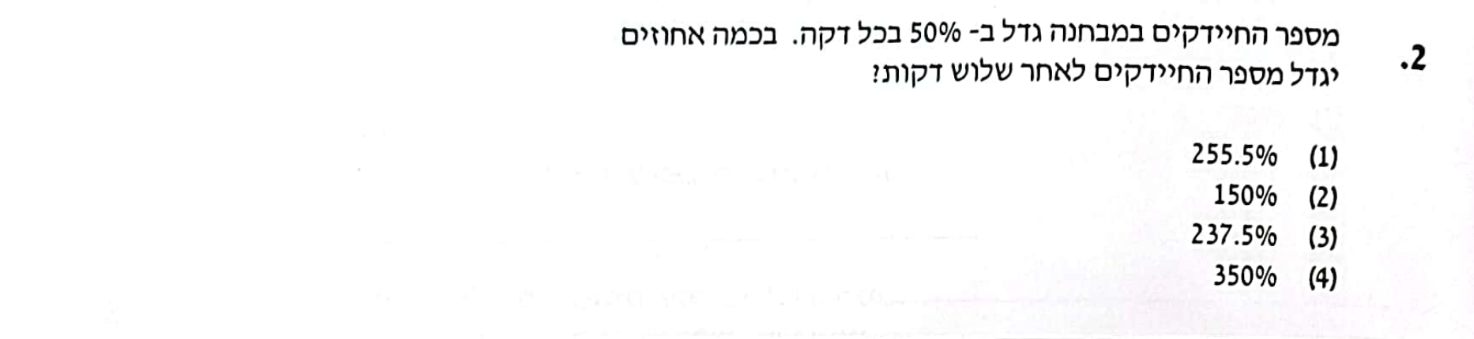 2. מספר החיידקים במבחנה גדל ב- 50% בכל דקה. בכמה אחוזים
יגדל מספר החיידקים לאחר שלוש דקות?
(1) 255.5%
(2) 150%
(3) 237.5%
(4) 350%